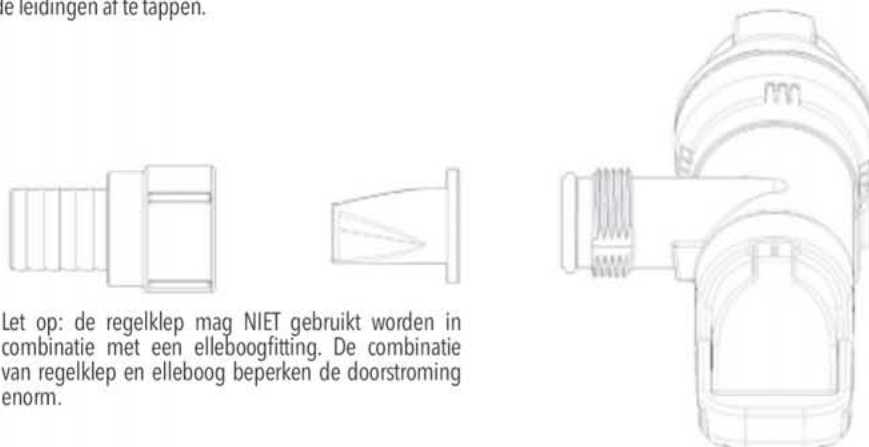 de leidingen af te tappen.
Let op: de regelklep mag NIET gebruikt worden in
combinatie met een elleboogfitting. De combinatie
van regelklep en elleboog beperken de doorstroming
enorm.